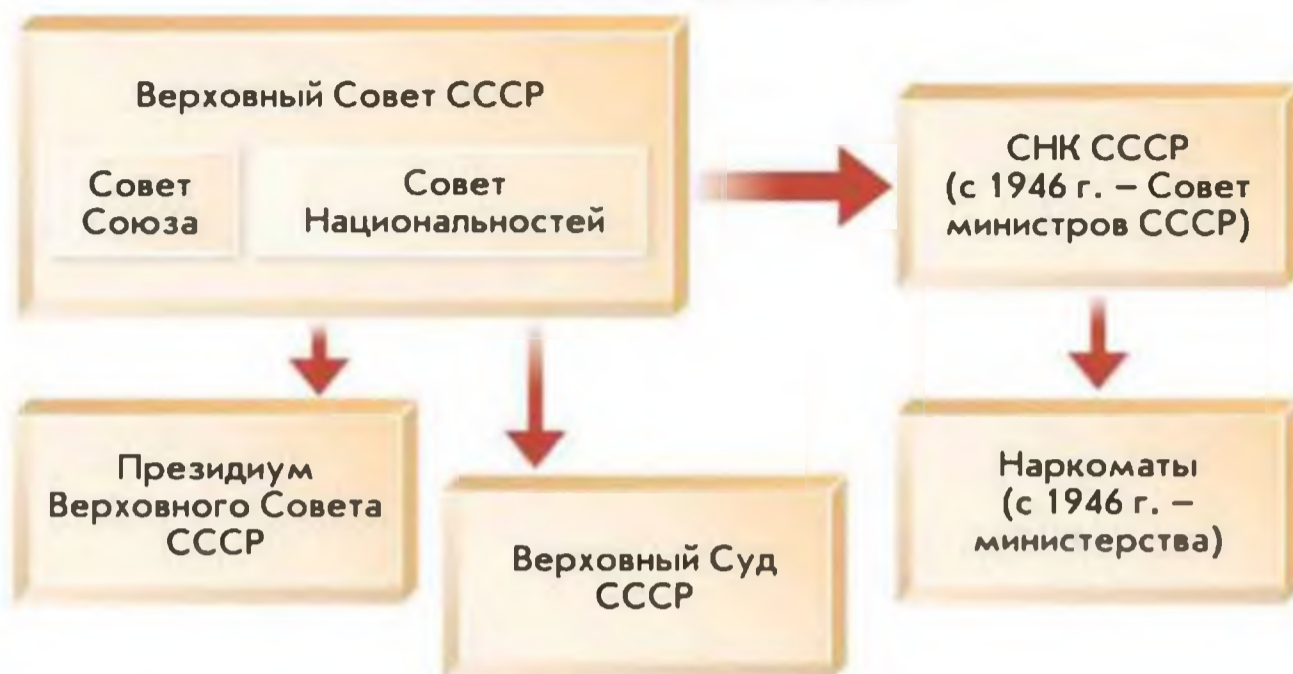 Верховный Совет СССР
Совет
Союза
Совет
Национальностей
СНК СССР
(с 1946 г. – Совет
министров СССР)
Президиум
Верховного Совета
СССР
Верховный Суд
СССР
Наркоматы
(с 1946 г. –
министерства)